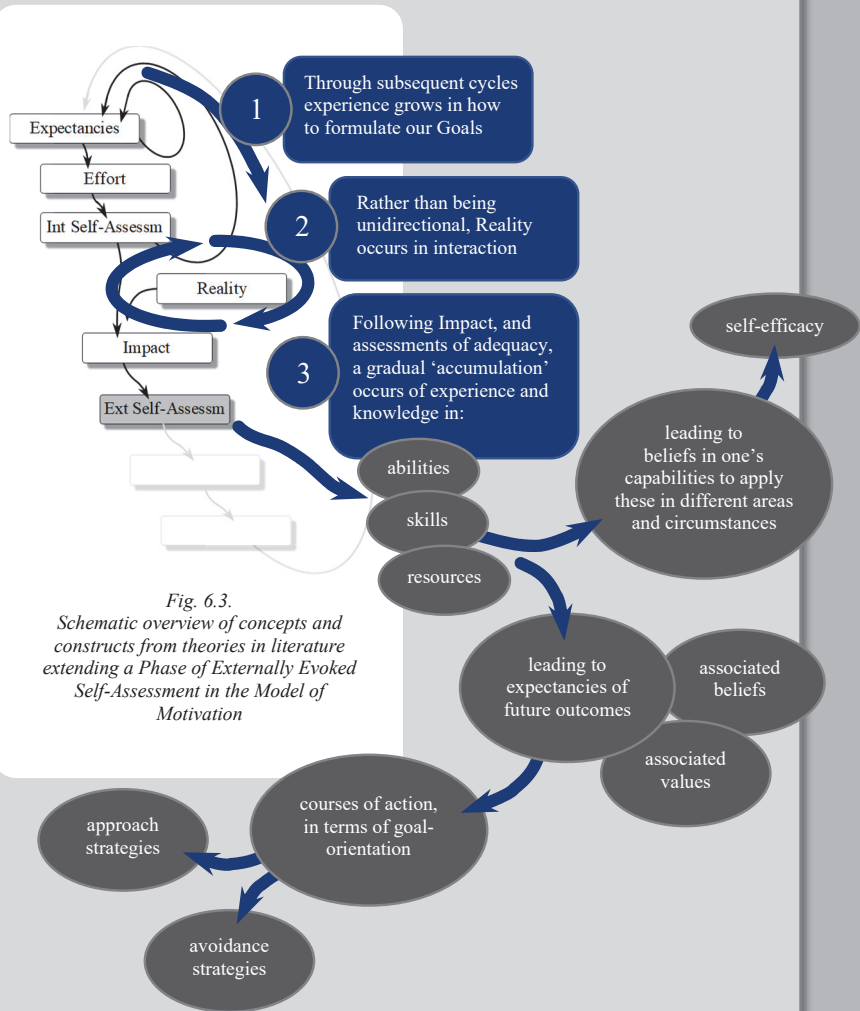 1
Through subsequent cycles
experience grows in how
to formulate our Goals
Expectancies
Effort
Int Self-Assessm
2
Rather than being
unidirectional, Reality
occurs in interaction
Reality
Impact
Ext Self-Assessm
3
Following Impact, and
assessments of adequacy,
a gradual ‘accumulation’
occurs of experience and
knowledge in:
abilities
skills
resources
self-efficacy
leading to
beliefs in one’s
capabilities to apply
these in different areas
and circumstances
Fig. 6.3.
Schematic overview of concepts and
constructs from theories in literature
extending a Phase of Externally Evoked
Self-Assessment in the Model of
Motivation
leading to
expectancies of
future outcomes
associated
beliefs
associated
values
courses of action,
in terms of goal-
orientation
approach
strategies
avoidance
strategies